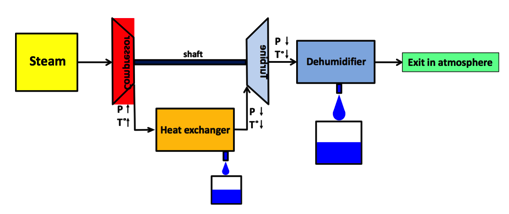 Steam
Compressor
shaft
Turbine
P ↓
T°↓
Dehumidifier
Exit in atmosphere
P ↑
T°↑
Heat exchanger
P ↓
T°↓